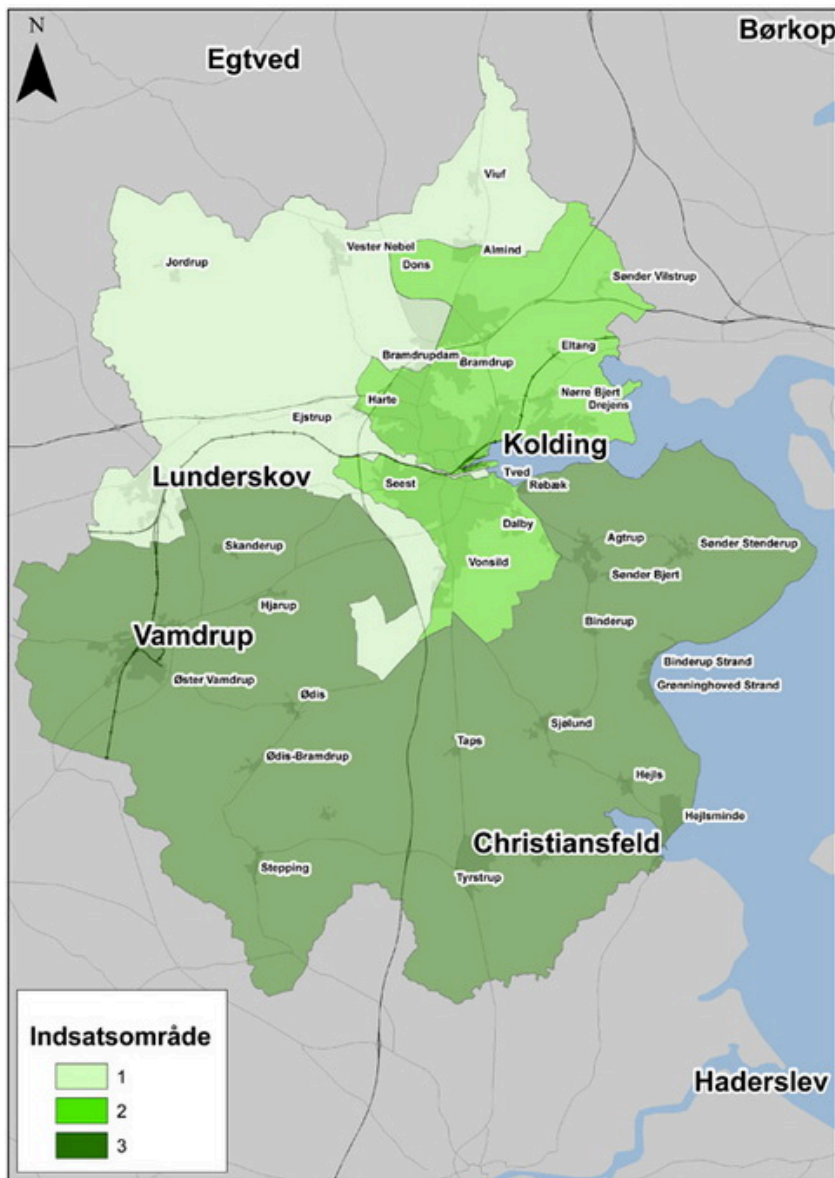 N
Børkop
Egtved
Viuf
Vester Nebel
Almind
Dons
Jordrup
Sønder Vilstrup
Bramdrupdam
Bramdrup
Eltang
Harte
Nørre Bjert
Drejens
Ejstrup
Kolding
Lunderskov
Seest
Tved
Rebæk
Dalby
Skanderup
Agtrup
Sønder Stenderup
Vonsild
Sønder Bjert
Hjarup
Binderup
Vamdrup
Binderup Strand
Øster Vamdrup
Grønninghoved Strand
Ødis
Sjølund
Taps
Ødis-Bramdrup
Hejls
Hejlsminde
Christiansfeld
Stepping
Tyrstrup
Indsatsområde
1
2
3
Haderslev